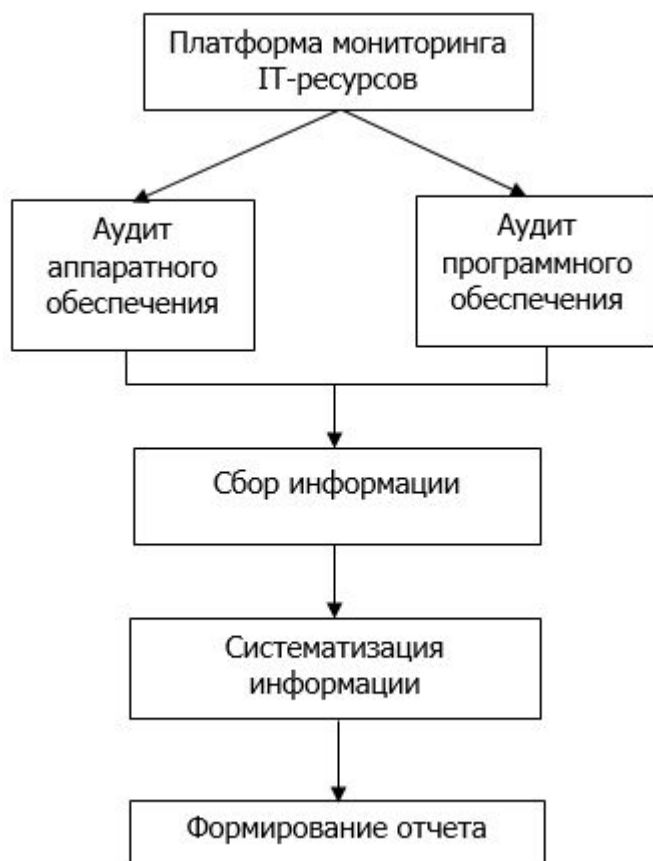 Платформа мониторинга
IT-ресурсов
Аудит
аппаратного
обеспечения
Аудит
программного
обеспечения
Сбор информации
Систематизация
информации
Формирование отчета